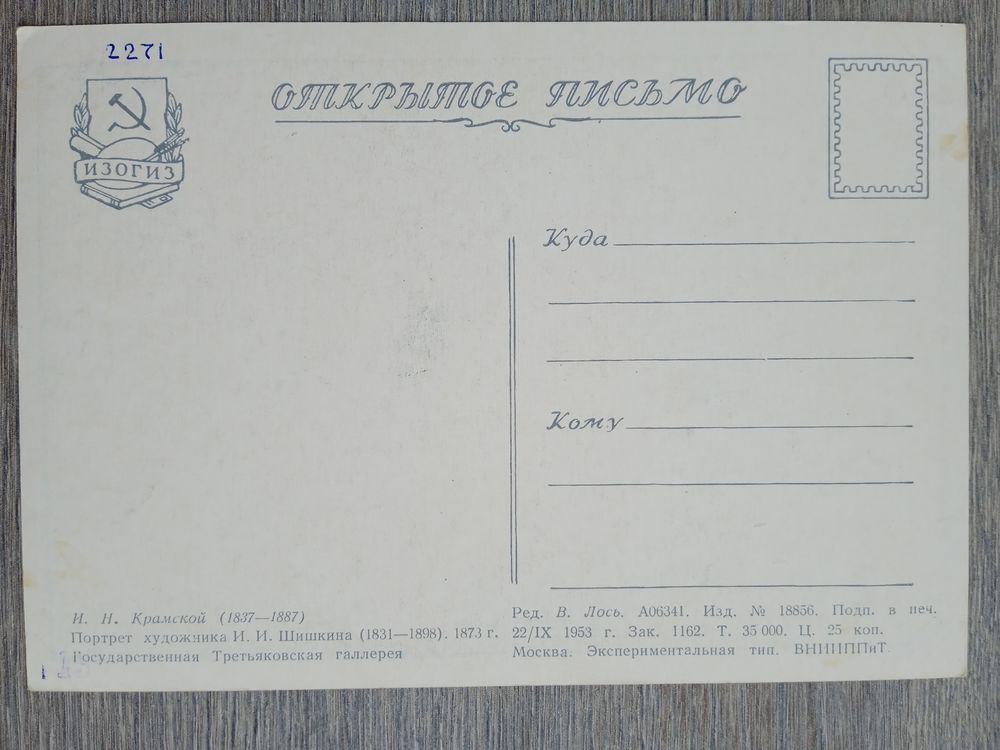 2271
ИЗОГИЗ
ОТКРЫТОЕ ПИСЬМО
Куда
Кому
И. Н. Крамской (1837—1887)
Портрет художника И. И. Шишкина (1831—1898). 1873 г.
Государственная Третьяковская галлерея
Ред. В. Лось. А06341. Изд. № 18856. Подп. в печ.
22/IX 1953 г. Зак. 1162. Т. 35 000. Ц. 25 коп.
Москва. Экспериментальная тип. ВНИИППиТ